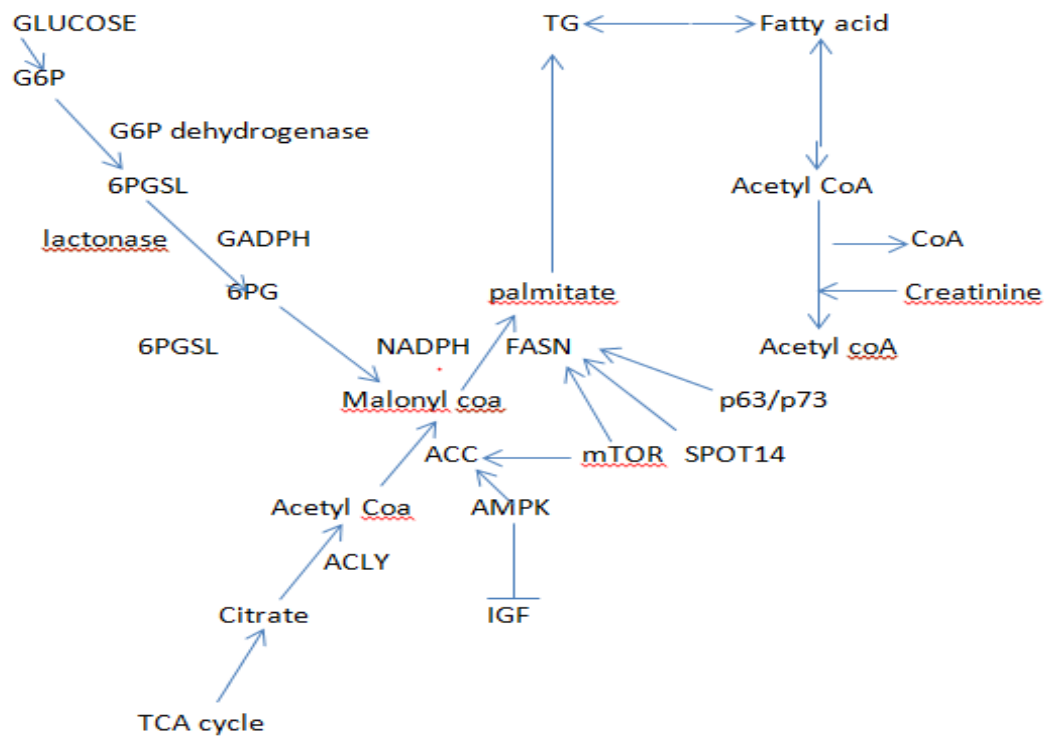 GLUCOSE
TG
Fatty acid
G6P
G6P dehydrogenase
6PGSL
Acetyl CoA
lactonase
GADPH
CoA
6PG
palmitate
Creatinine
6PGSL
NADPH
FASN
Acetyl coA
Malonyl coa
p63/p73
ACC
mTOR
SPOT14
Acetyl Coa
AMPK
ACLY
Citrate
IGF
TCA cycle